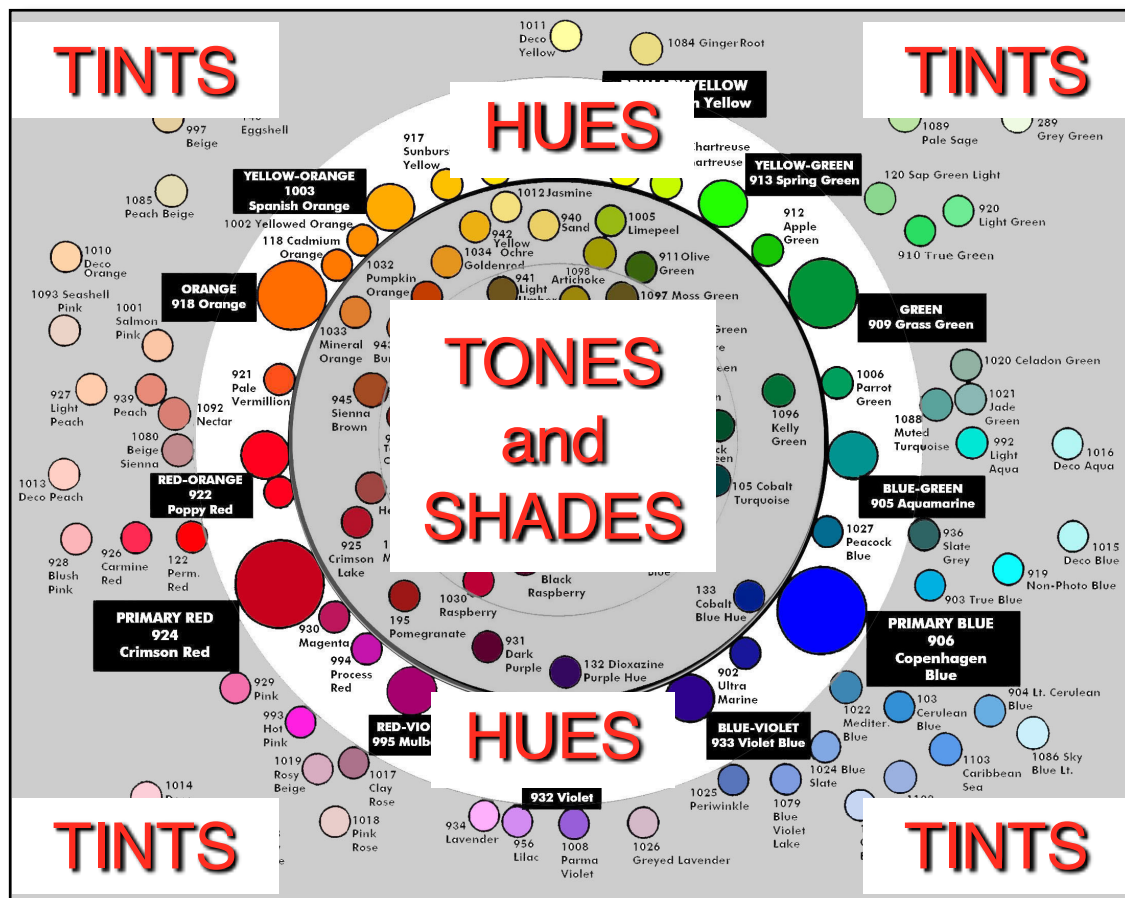 1011
Deco
Yellow
1084 Ginger Root
TINTS
TINTS
HUES
PRIMARY YELLOW
Yellow
997
Beige
Eggshell
1089
Pale Sage
289
Grey Green
917
Sunburst
Yellow
Chartreuse
YELLOW-ORANGE
1003
Spanish Orange
YELLOW-GREEN
913 Spring Green
120 Sap Green Light
1085
Peach Beige
1012 Jasmine
1002 Yellowed Orange
942
Yellow
Ochre
940
Sand
1005
Limepeel
912
Apple
Green
920
Light Green
910 True Green
118 Cadmium
Orange
1034
Goldenrod
911 Olive
Green
1010
Deco
Orange
1032
Pumpkin
Orange
941
Light
Umber
1098
Artichoke
1097 Moss Green
ORANGE
918 Orange
GREEN
909 Grass Green
1093 Seashell
Pink
1001
Salmon
Pink
1033
Mineral
Orange
943
TONES
and
SHADES
Green
1020 Celadon Green
921
Pale
Vermillion
1006
Parrot
Green
927
Light
Peach
939
Peach
1092
Nectar
945
Sienna
Brown
1096
Kelly
Green
1088
Muted
Turquoise
1021
Jade
Green
1080
Beige
Sienna
992
Light
Aqua
1016
Deco Aqua
1013
Deco Peach
RED-ORANGE
922
Poppy Red
105 Cobalt
Turquoise
BLUE-GREEN
905 Aquamarine
928
Blush
Pink
926
Carmine
Red
122
Perm.
Red
925
Crimson
Lake
1027
Peacock
Blue
936
Slate
Grey
1015
Deco Blue
919
Non-Photo Blue
903 True Blue
Black
Raspberry
Blue
1030
Raspberry
133
Cobalt
Blue Hue
PRIMARY RED
924
Crimson Red
195
Pomegranate
PRIMARY BLUE
906
Copenhagen
Blue
930
Magenta
994
Process
Red
931
Dark
Purple
132 Dioxazine
Purple Hue
902
Ultra
Marine
929
Pink
993
Hot
Pink
1022
Mediter.
Blue
103
Cerulean
Blue
904 Lt. Cerulean
Blue
RED-VIO
995 Mulb
HUES
BLUE-VIOLET
933 Violet Blue
1086 Sky
Blue Lt.
1019
Rosy
Beige
1017
Clay
Rose
1024 Blue
Slate
1103
Caribbean
Sea
1025
Periwinkle
1079
Blue
Violet
Lake
1014
932 Violet
934
Lavender
956
Lilac
1008
Parma
Violet
1026
Greyed Lavender
1018
Pink
Rose
TINTS
TINTS